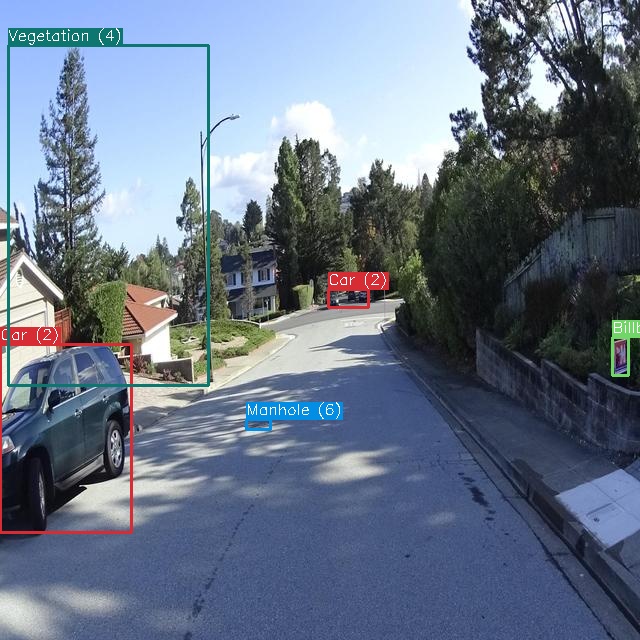 Vegetation (4)
Car (2)
Car (2)
Billb
Manhole (6)